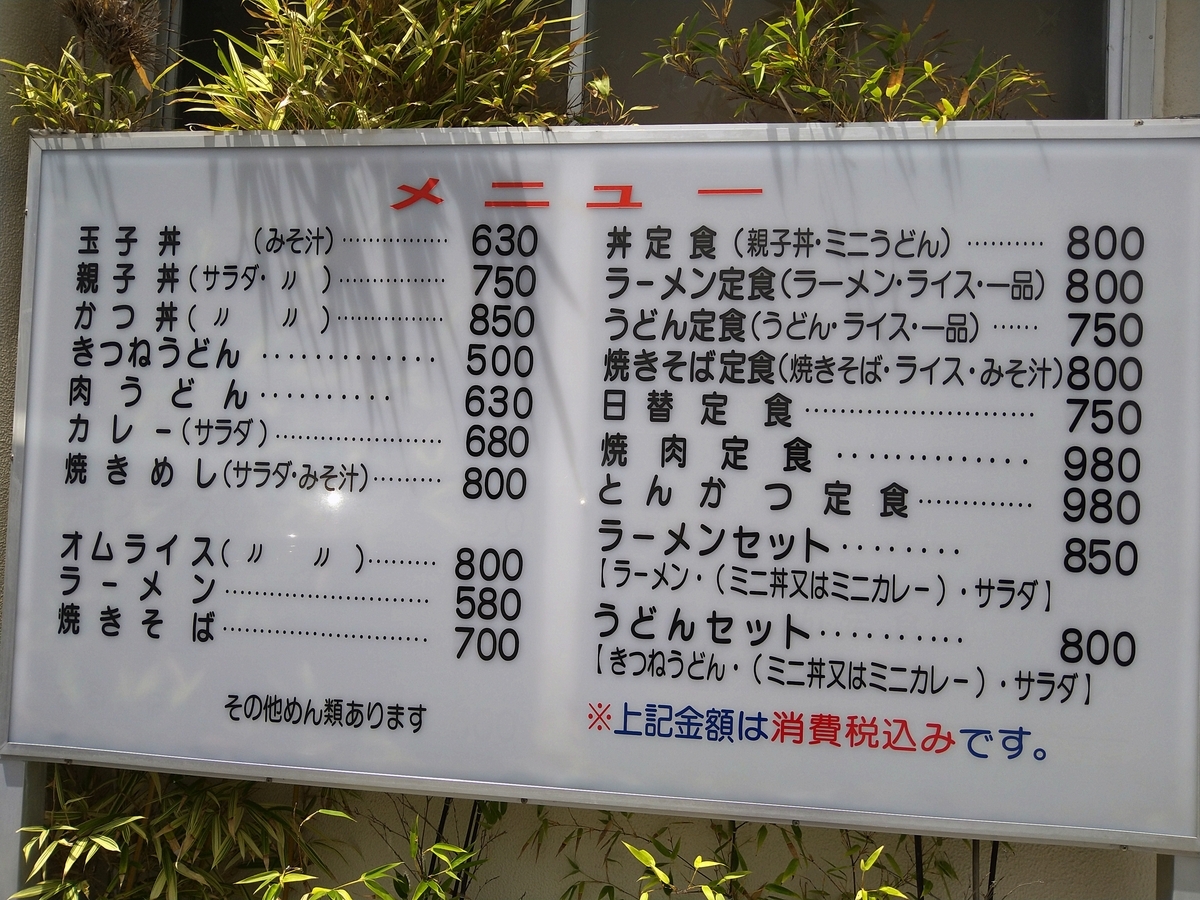 メニュー
玉子丼 (みそ汁)……………630
親子丼(サラダ・〃 )……………750
かつ丼(〃 〃 )……………850
きつねうどん ……………500
肉うどん……………630
カレー(サラダ)……………680
焼きめし(サラダ・みそ汁)………800
オムライス(〃 〃 )………800
ラーメン……………580
焼きそば……………700
その他めん類あります
丼定食(親子丼・ミニうどん)………800
ラーメン定食(ラーメン・ライス・一品)800
うどん定食(うどん・ライス・一品)……750
焼きそば定食(焼きそば・ライス・みそ汁)800
日替定食……………750
焼肉定食……………980
とんかつ定食……………980
ラーメンセット………850
【ラーメン・(ミニ丼又はミニカレー)・サラダ】
うどんセット………800
【きつねうどん・(ミニ丼又はミニカレー)・サラダ】
※上記金額は消費税込みです。